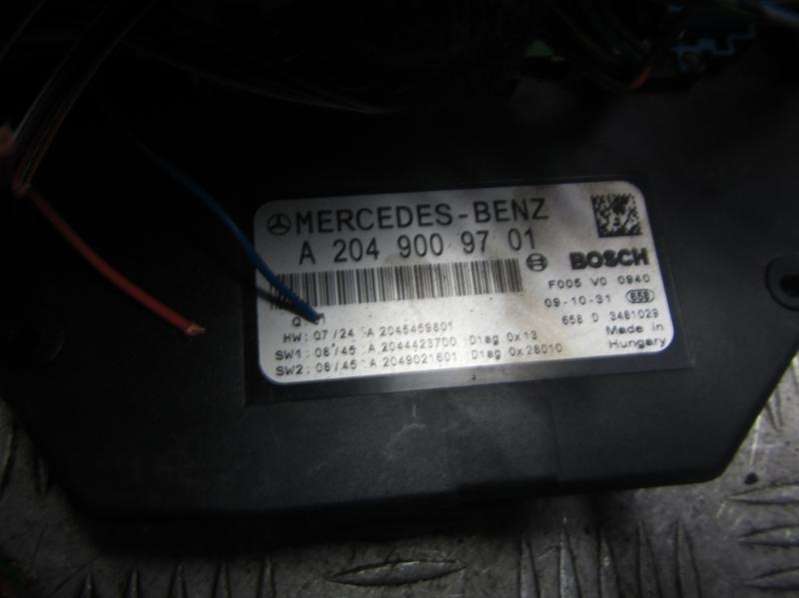 MERCEDES-BENZ
A 204 900 97 01
BOSCH
F005 V0 0940
09-10-31 658
HW: 07/24 A 2045459801
658 D 3481029
SW1: 08/45 A 2044423700 Diag 0x13
Made in
SW2: 08/45 A 2049021601 Diag 0x28010
Hungary